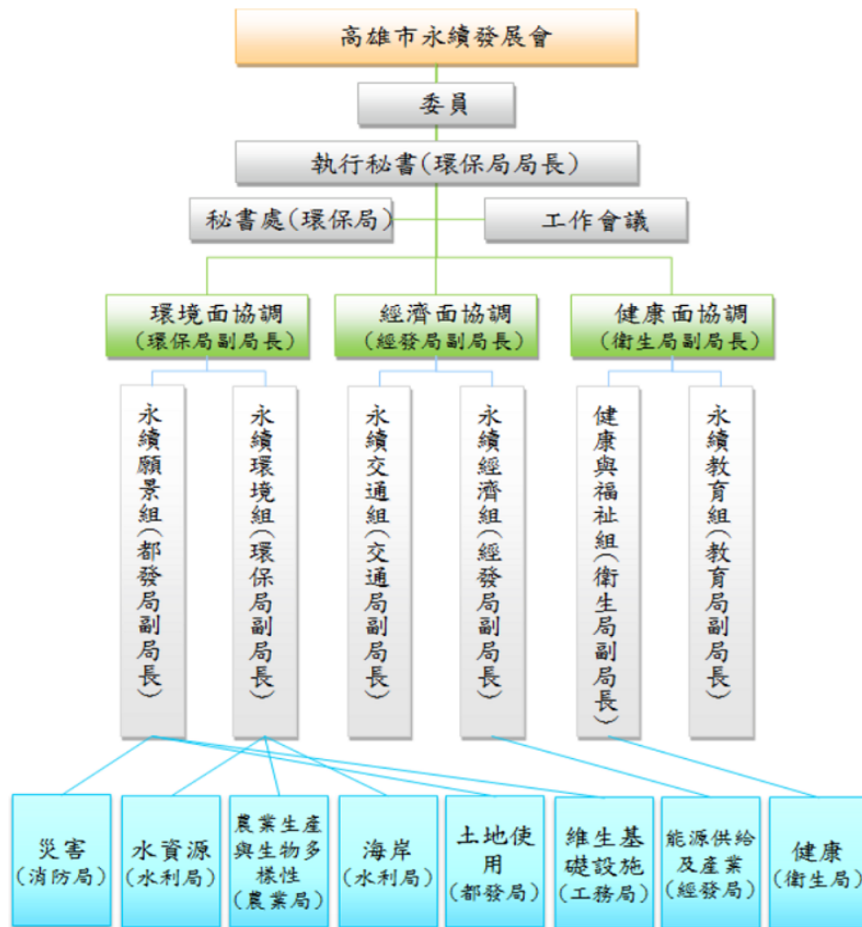 高雄市永續發展會
委員
執行秘書(環保局局長)
秘書處(環保局)
工作會議
環境面協調
(環保局副局長)
經濟面協調
(經發局副局長)
健康面協調
(衛生局副局長)
永續願景組(都發局副局長)
永續環境組(環保局副局長)
永續交通組(交通局副局長)
永續經濟組(經發局副局長)
健康與福祉組(衛生局副局長)
永續教育組(教育局副局長)
災害
(消防局)
水資源
(水利局)
農業生產
與生物多
樣性
(農業局)
海岸
(水利局)
土地使
用
(都發局)
維生基
礎設施
(工務局)
能源供給
及產業
(經發局)
健康
(衛生局)